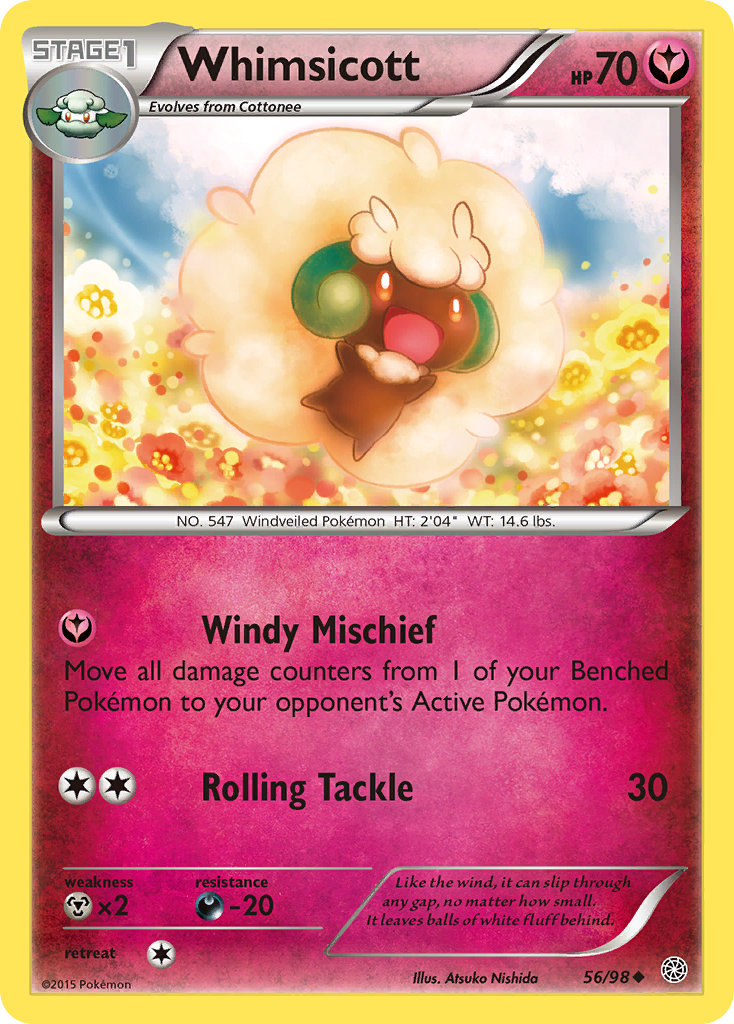 STAGE1
Whimsicott
HP 70
Evolves from Cottonee
NO. 547 Windveiled Pokémon HT: 2'04" WT: 14.6 lbs.
Windy Mischief
Move all damage counters from 1 of your Benched
Pokémon to your opponent's Active Pokémon.
Rolling Tackle 30
weakness resistance
×2 -20
Like the wind, it can slip through
any gap, no matter how small.
It leaves balls of white fluff behind.
retreat
©2015 Pokémon Illus. Atsuko Nishida 56/98